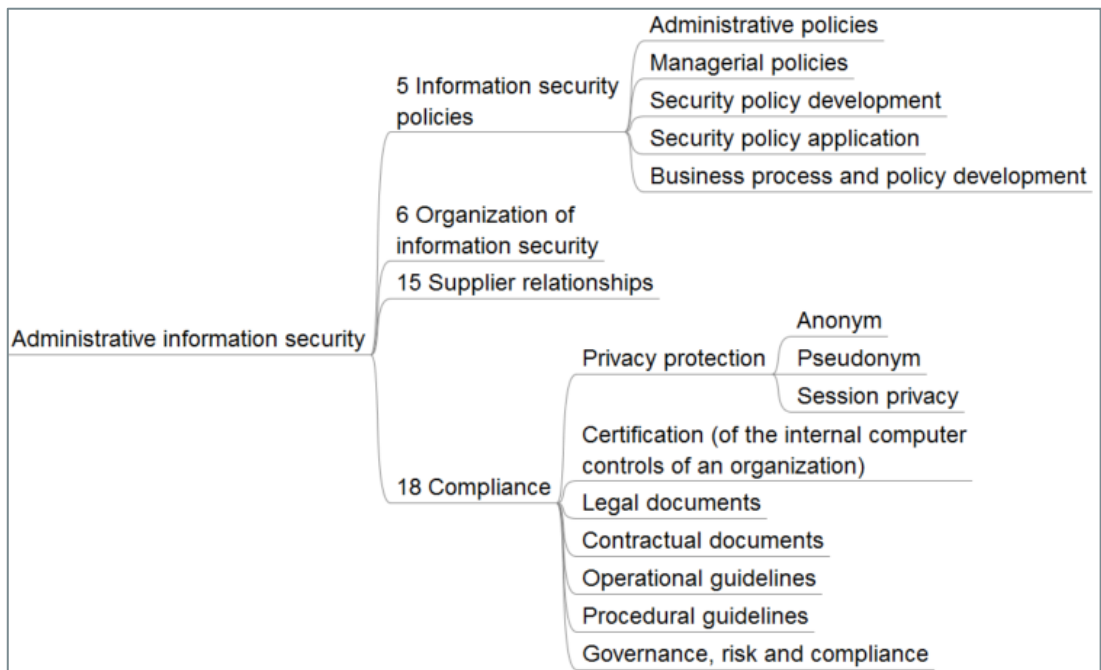 Administrative policies
Managerial policies
5 Information security
policies
Security policy development
Security policy application
Business process and policy development
6 Organization of
information security
15 Supplier relationships
Administrative information security
Anonym
Privacy protection
Pseudonym
Session privacy
Certification (of the internal computer
controls of an organization)
18 Compliance
Legal documents
Contractual documents
Operational guidelines
Procedural guidelines
Governance, risk and compliance